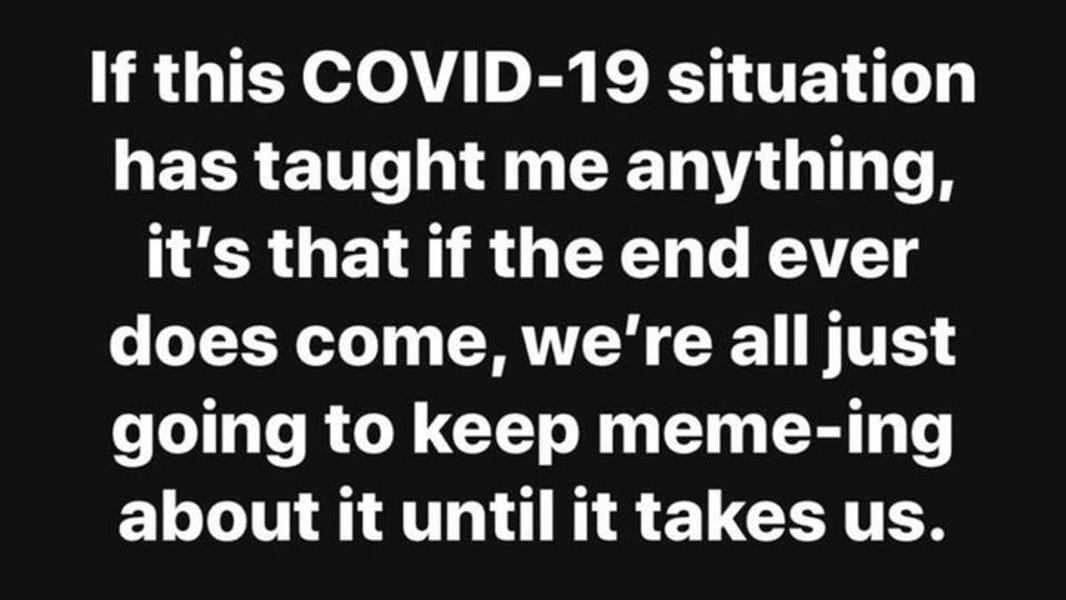 If this COVID-19 situation
has taught me anything,
it’s that if the end ever
does come, we’re all just
going to keep meme-ing
about it until it takes us.